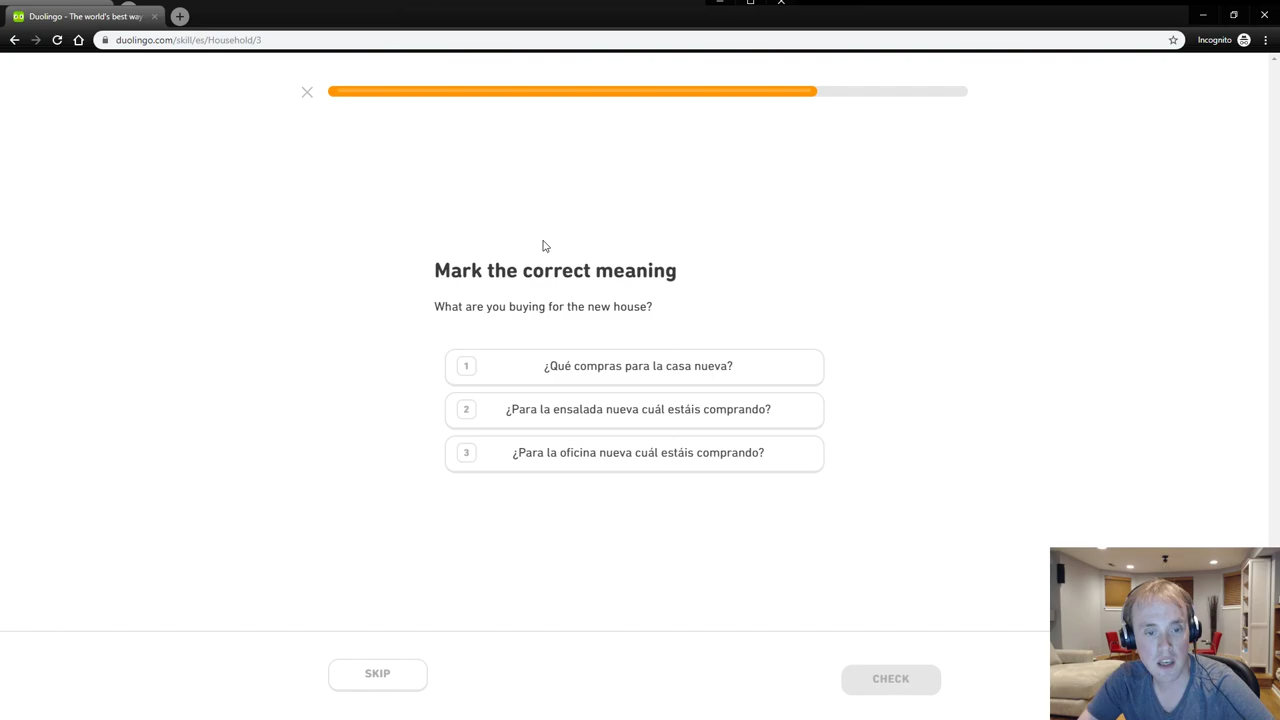 Duolingo - The world's best way
duolingo.com/skill/es/Household/3
Incognito
Mark the correct meaning
What are you buying for the new house?
1 ¿Qué compras para la casa nueva?
2 ¿Para la ensalada nueva cuál estáis comprando?
3 ¿Para la oficina nueva cuál estáis comprando?
SKIP
CHECK